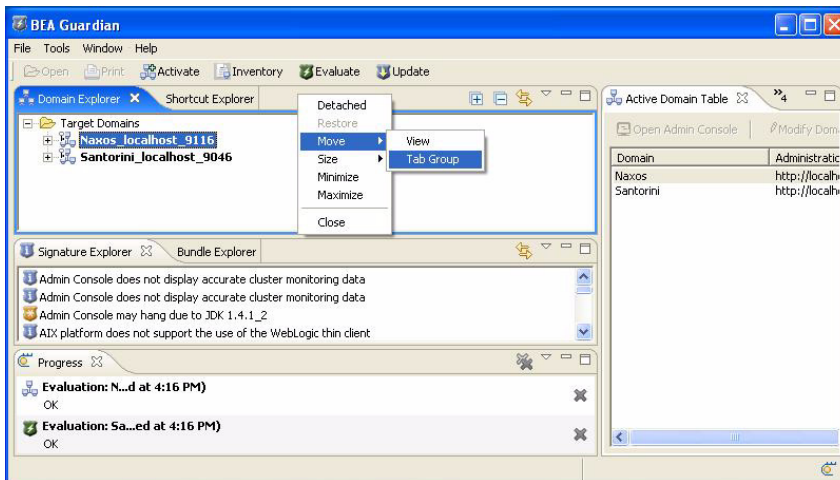 BEA Guardian
File Tools Window Help
Open Print Activate Inventory Evaluate Update
Domain Explorer Shortcut Explorer
Target Domains
Naxos_localhost_9116
Santorini_localhost_9046
Detached
Restore
Move
Size
Minimize
Maximize
Close
View
Tab Group
Active Domain Table 4
Open Admin Console Modify Dom
Domain Administratic
Naxos http://localh
Santorini http://localh
Signature Explorer Bundle Explorer
Admin Console does not display accurate cluster monitoring data
Admin Console does not display accurate cluster monitoring data
Admin Console may hang due to JDK 1.4.1_2
AIX platform does not support the use of the WebLogic thin client
Progress
Evaluation: N...d at 4:16 PM)
OK
Evaluation: Sa...ed at 4:16 PM)
OK